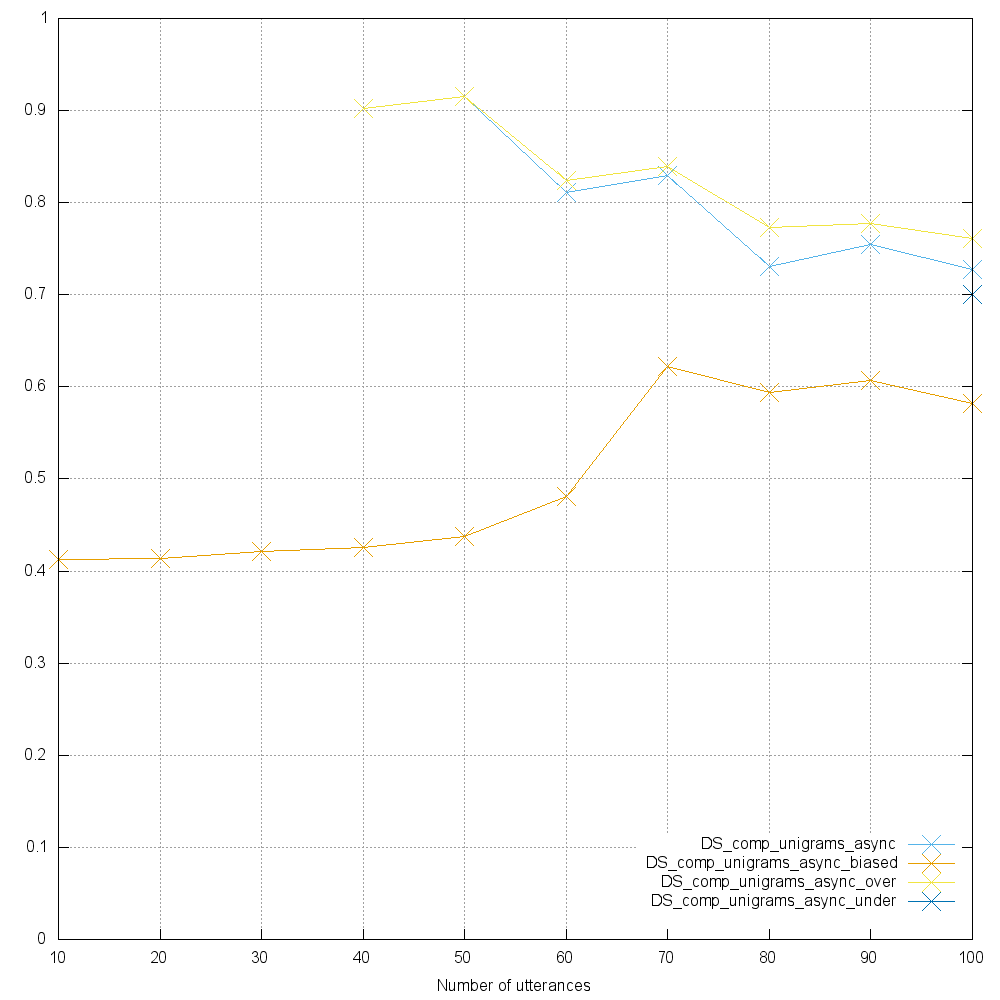 1
0.9
0.8
0.7
0.6
0.5
0.4
0.3
0.2
0.1
0
DS_comp_unigrams_async
DS_comp_unigrams_async_biased
DS_comp_unigrams_async_over
DS_comp_unigrams_async_under
10 20 30 40 50 60 70 80 90 100
Number of utterances